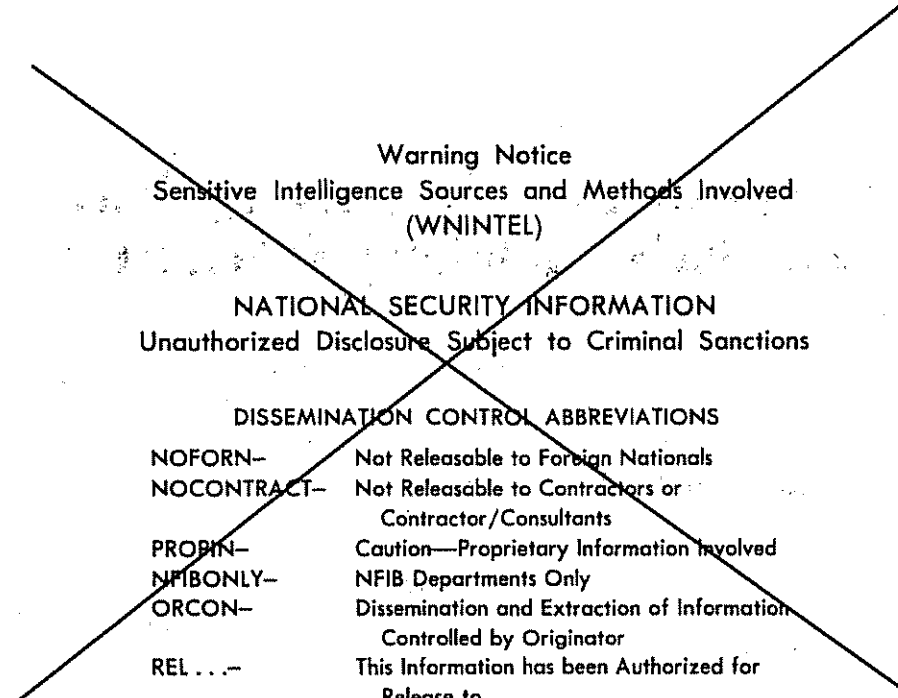 Warning Notice
Sensitive Intelligence Sources and Methods Involved
(WNINTEL)
NATIONAL SECURITY INFORMATION
Unauthorized Disclosure Subject to Criminal Sanctions
DISSEMINATION CONTROL ABBREVIATIONS
NOFORN– Not Releasable to Foreign Nationals
NOCONTRACT– Not Releasable to Contractors or
Contractor/Consultants
PROPIN– Caution—Proprietary Information Involved
NFIBONLY– NFIB Departments Only
ORCON– Dissemination and Extraction of Information
Controlled by Originator
REL . . .– This Information has been Authorized for
Release to